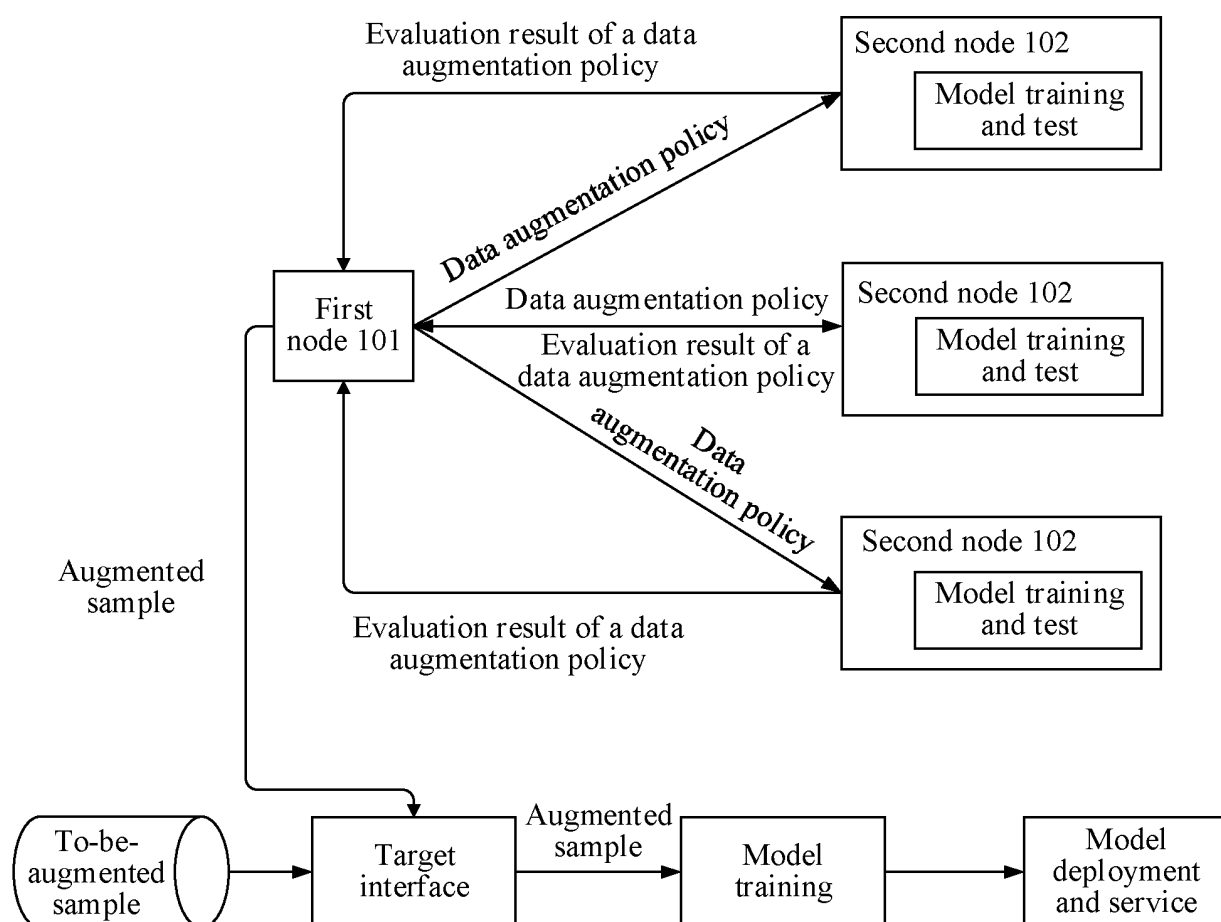 Evaluation result of a data
augmentation policy
Second node 102
Model training
and test
Data augmentation policy
First
node 101
Data augmentation policy
Evaluation result of a
data augmentation policy
Second node 102
Model training
and test
Data
augmentation policy
Second node 102
Model training
and test
Augmented
sample
Evaluation result of a data
augmentation policy
To-be-
augmented
sample
Target
interface
Augmented
sample
Model
training
Model
deployment
and service